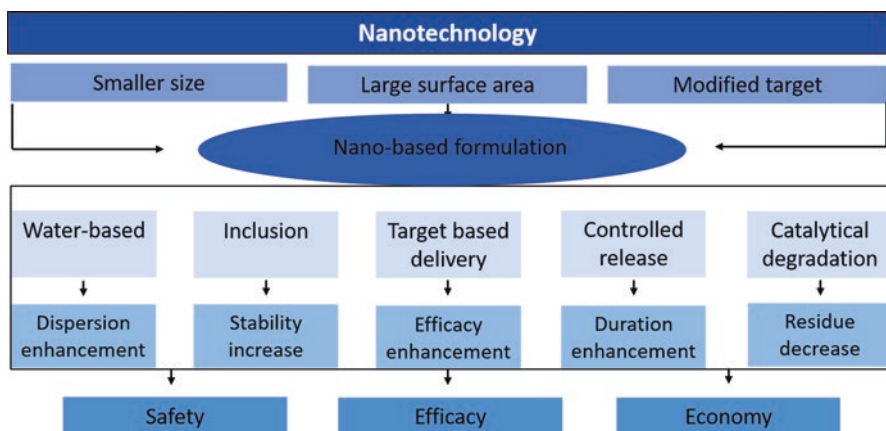 Nanotechnology
Smaller size
Large surface area
Modified target
Nano-based formulation
Water-based
Inclusion
Target based
delivery
Controlled
release
Catalytical
degradation
Dispersion
enhancement
Stability
increase
Efficacy
enhancement
Duration
enhancement
Residue
decrease
Safety
Efficacy
Economy